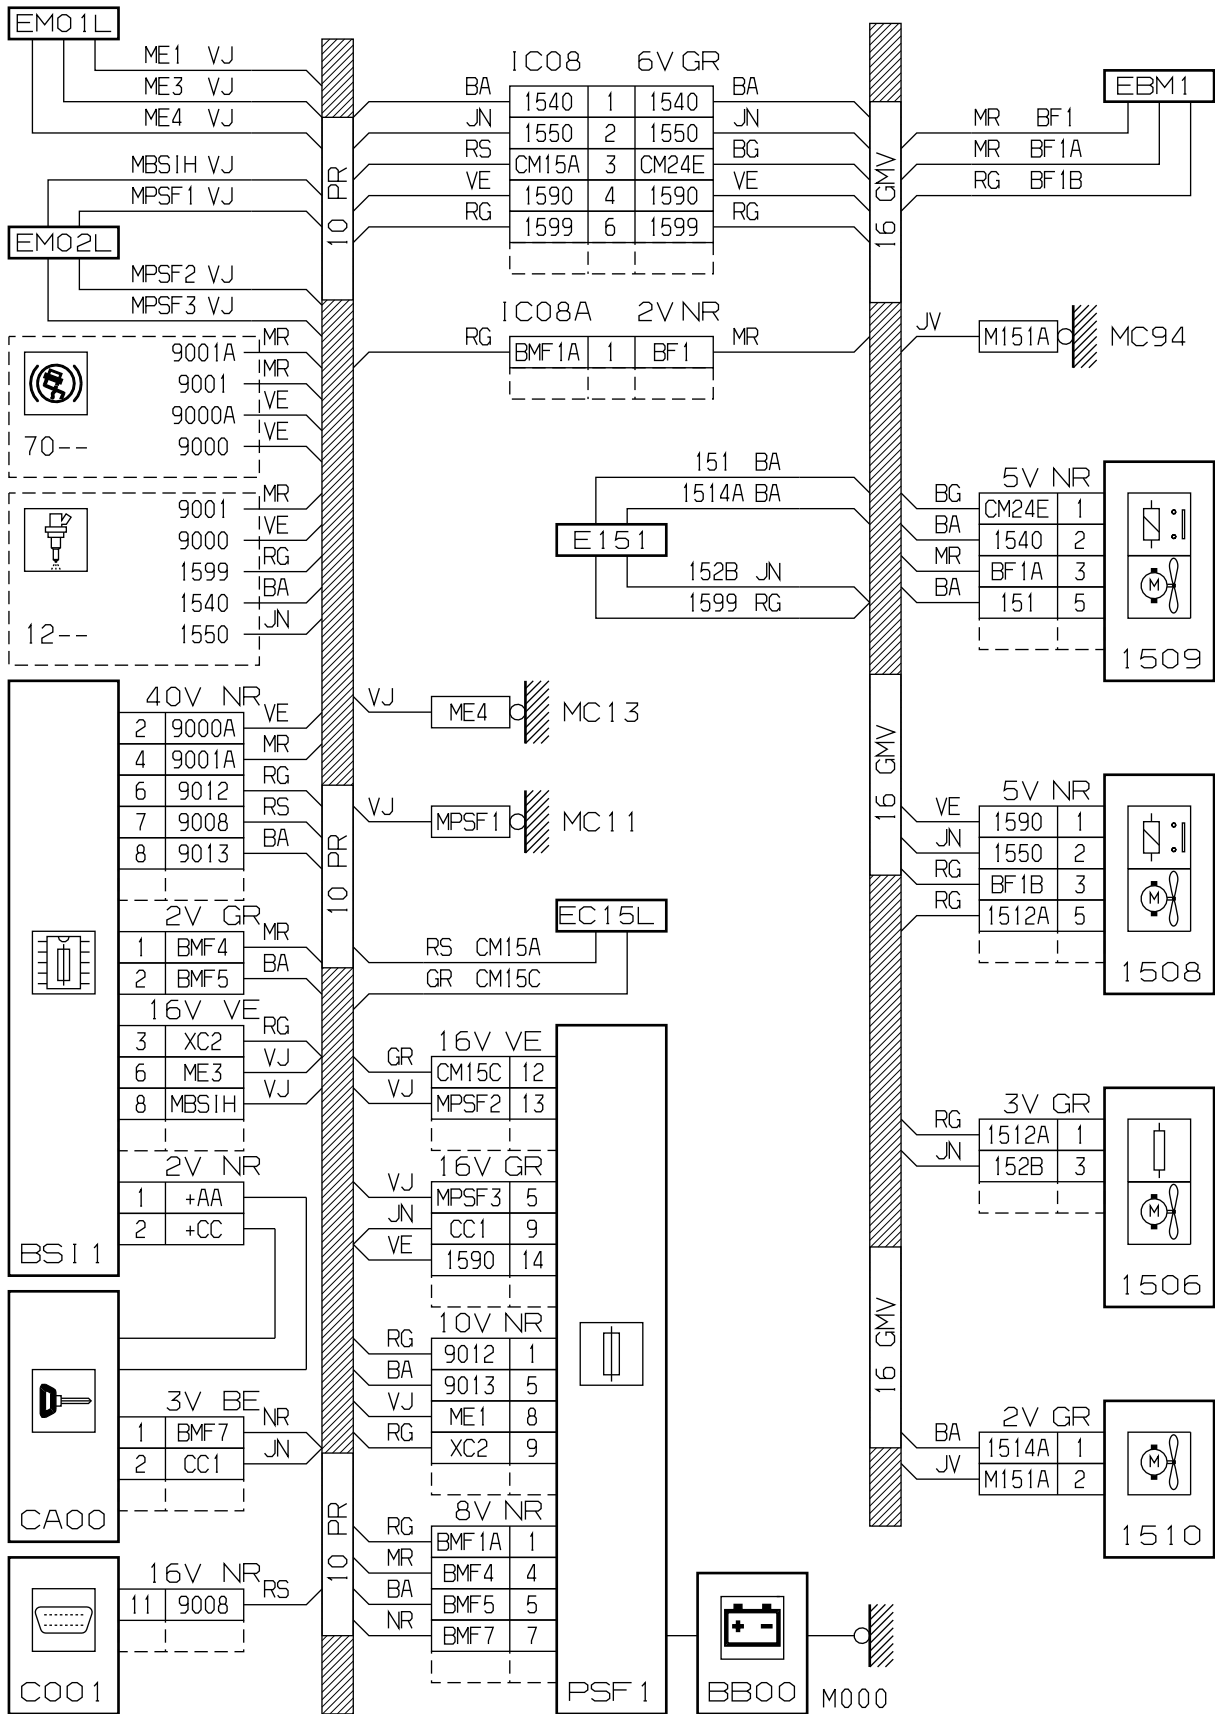 EM01L
ME1 VJ
ME3 VJ
ME4 VJ
MBSIH VJ
MPSF1 VJ
EM02L
MPSF2 VJ
MPSF3 VJ
9001A MR
9001 MR
9000A VE
70-- 9000 VE
9001 MR
9000 VE
1599 RG
1540 BA
12-- 1550 JN
40V NR
2 9000A VE
4 9001A MR
6 9012 RG
7 9008 RS
8 9013 BA
2V GR
1 BMF4 MR
2 BMF5 BA
16V VE
3 XC2 RG
6 ME3 VJ
8 MBSIH VJ
2V NR
1 +AA
2 +CC
BSI1
3V BE
1 BMF7 NR
2 CC1 JN
CA00
16V NR
11 9008 RS
C001
10 PR
10 PR
10 PR
IC08 6V GR
BA 1540 1 1540 BA
JN 1550 2 1550 JN
RS CM15A 3 CM24E BG
VE 1590 4 1590 VE
RG 1599 6 1599 RG
IC08A 2V NR
RG BMF1A 1 BF1 MR
151 BA
1514A BA
E151
152B JN
1599 RG
VJ ME4 MC13
VJ MPSF1 MC11
EC15L
RS CM15A
GR CM15C
16V VE
GR CM15C 12
VJ MPSF2 13
16V GR
VJ MPSF3 5
JN CC1 9
VE 1590 14
10V NR
RG 9012 1
BA 9013 5
VJ ME1 8
RG XC2 9
8V NR
RG BMF1A 1
MR BMF4 4
BA BMF5 5
NR BMF7 7
PSF1
BB00
M000
16 GMV
16 GMV
16 GMV
EBM1
MR BF1
MR BF1A
RG BF1B
JV M151A MC94
5V NR
BG CM24E 1
BA 1540 2
MR BF1A 3
BA 151 5
M
1509
5V NR
VE 1590 1
JN 1550 2
RG BF1B 3
RG 1512A 5
M
1508
3V GR
RG 1512A 1
JN 152B 3
M
1506
2V GR
BA 1514A 1
JV M151A 2
M
1510